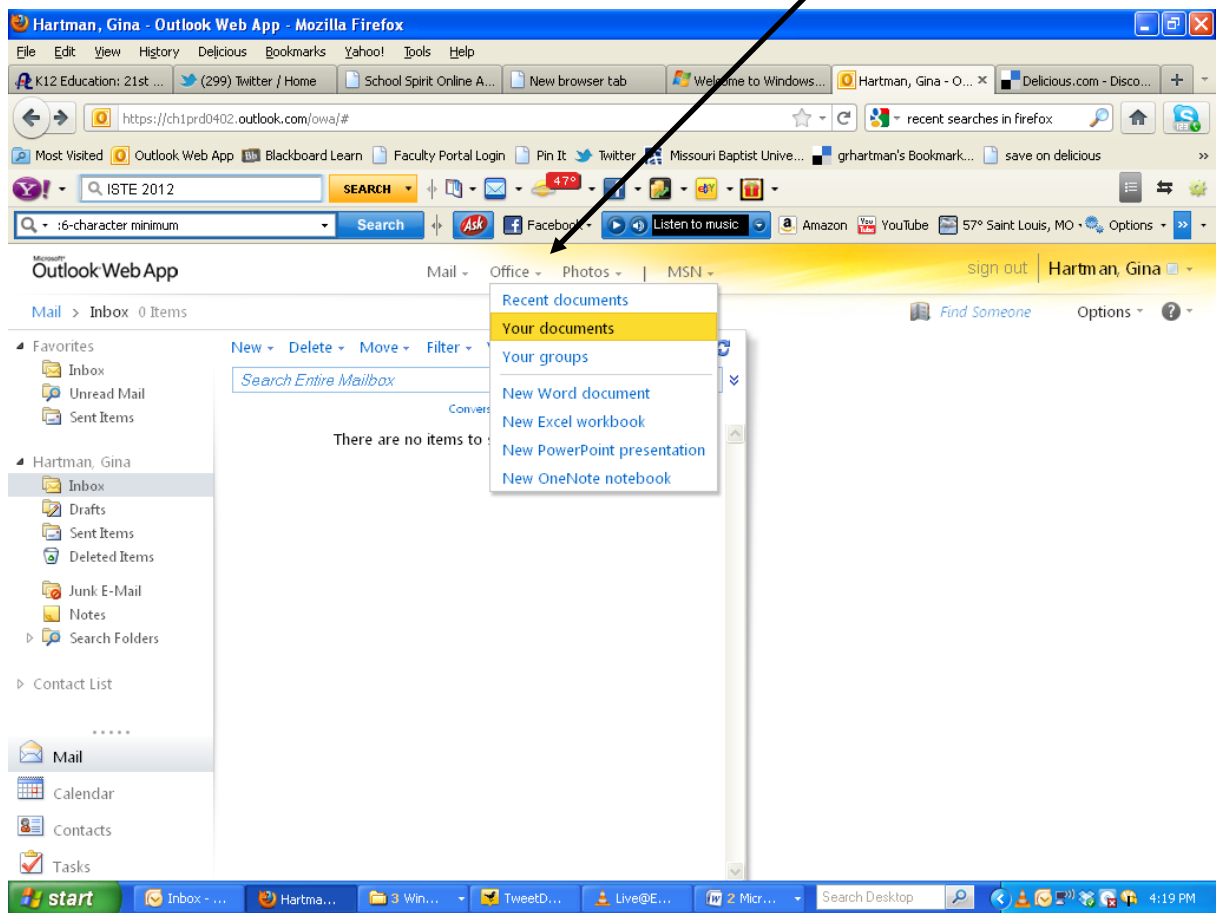 Hartman, Gina - Outlook Web App - Mozilla Firefox
File Edit View History Delicious Bookmarks Yahoo! Tools Help
K12 Education: 21st ... (299) Twitter / Home School Spirit Online A... New browser tab Welcome to Windows... Hartman, Gina - O... × Delicious.com - Disco... +
https://ch1prd0402.outlook.com/owa/# recent searches in firefox
Most Visited Outlook Web App Bb Blackboard Learn Faculty Portal Login Pin It Twitter Missouri Baptist Unive... grhartman's Bookmark... save on delicious »
Y! ISTE 2012 SEARCH 47° eBY
:6-character minimum Search Ask Facebook Listen to music Amazon YouTube 57° Saint Louis, MO Options »
Microsoft
Outlook Web App Mail Office Photos | MSN sign out Hartman, Gina
Mail > Inbox 0 Items Find Someone Options ?
Recent documents
Your documents
Your groups
New Word document
New Excel workbook
New PowerPoint presentation
New OneNote notebook
Favorites
Inbox
Unread Mail
Sent Items
Hartman, Gina
Inbox
Drafts
Sent Items
Deleted Items
Junk E-Mail
Notes
Search Folders
Contact List
Mail
Calendar
Contacts
Tasks
New Delete Move Filter
Search Entire Mailbox
Convers
There are no items to
start Inbox - ... Hartma... 3 Win... TweetD... Live@E... 2 Micr... Search Desktop 4:19 PM